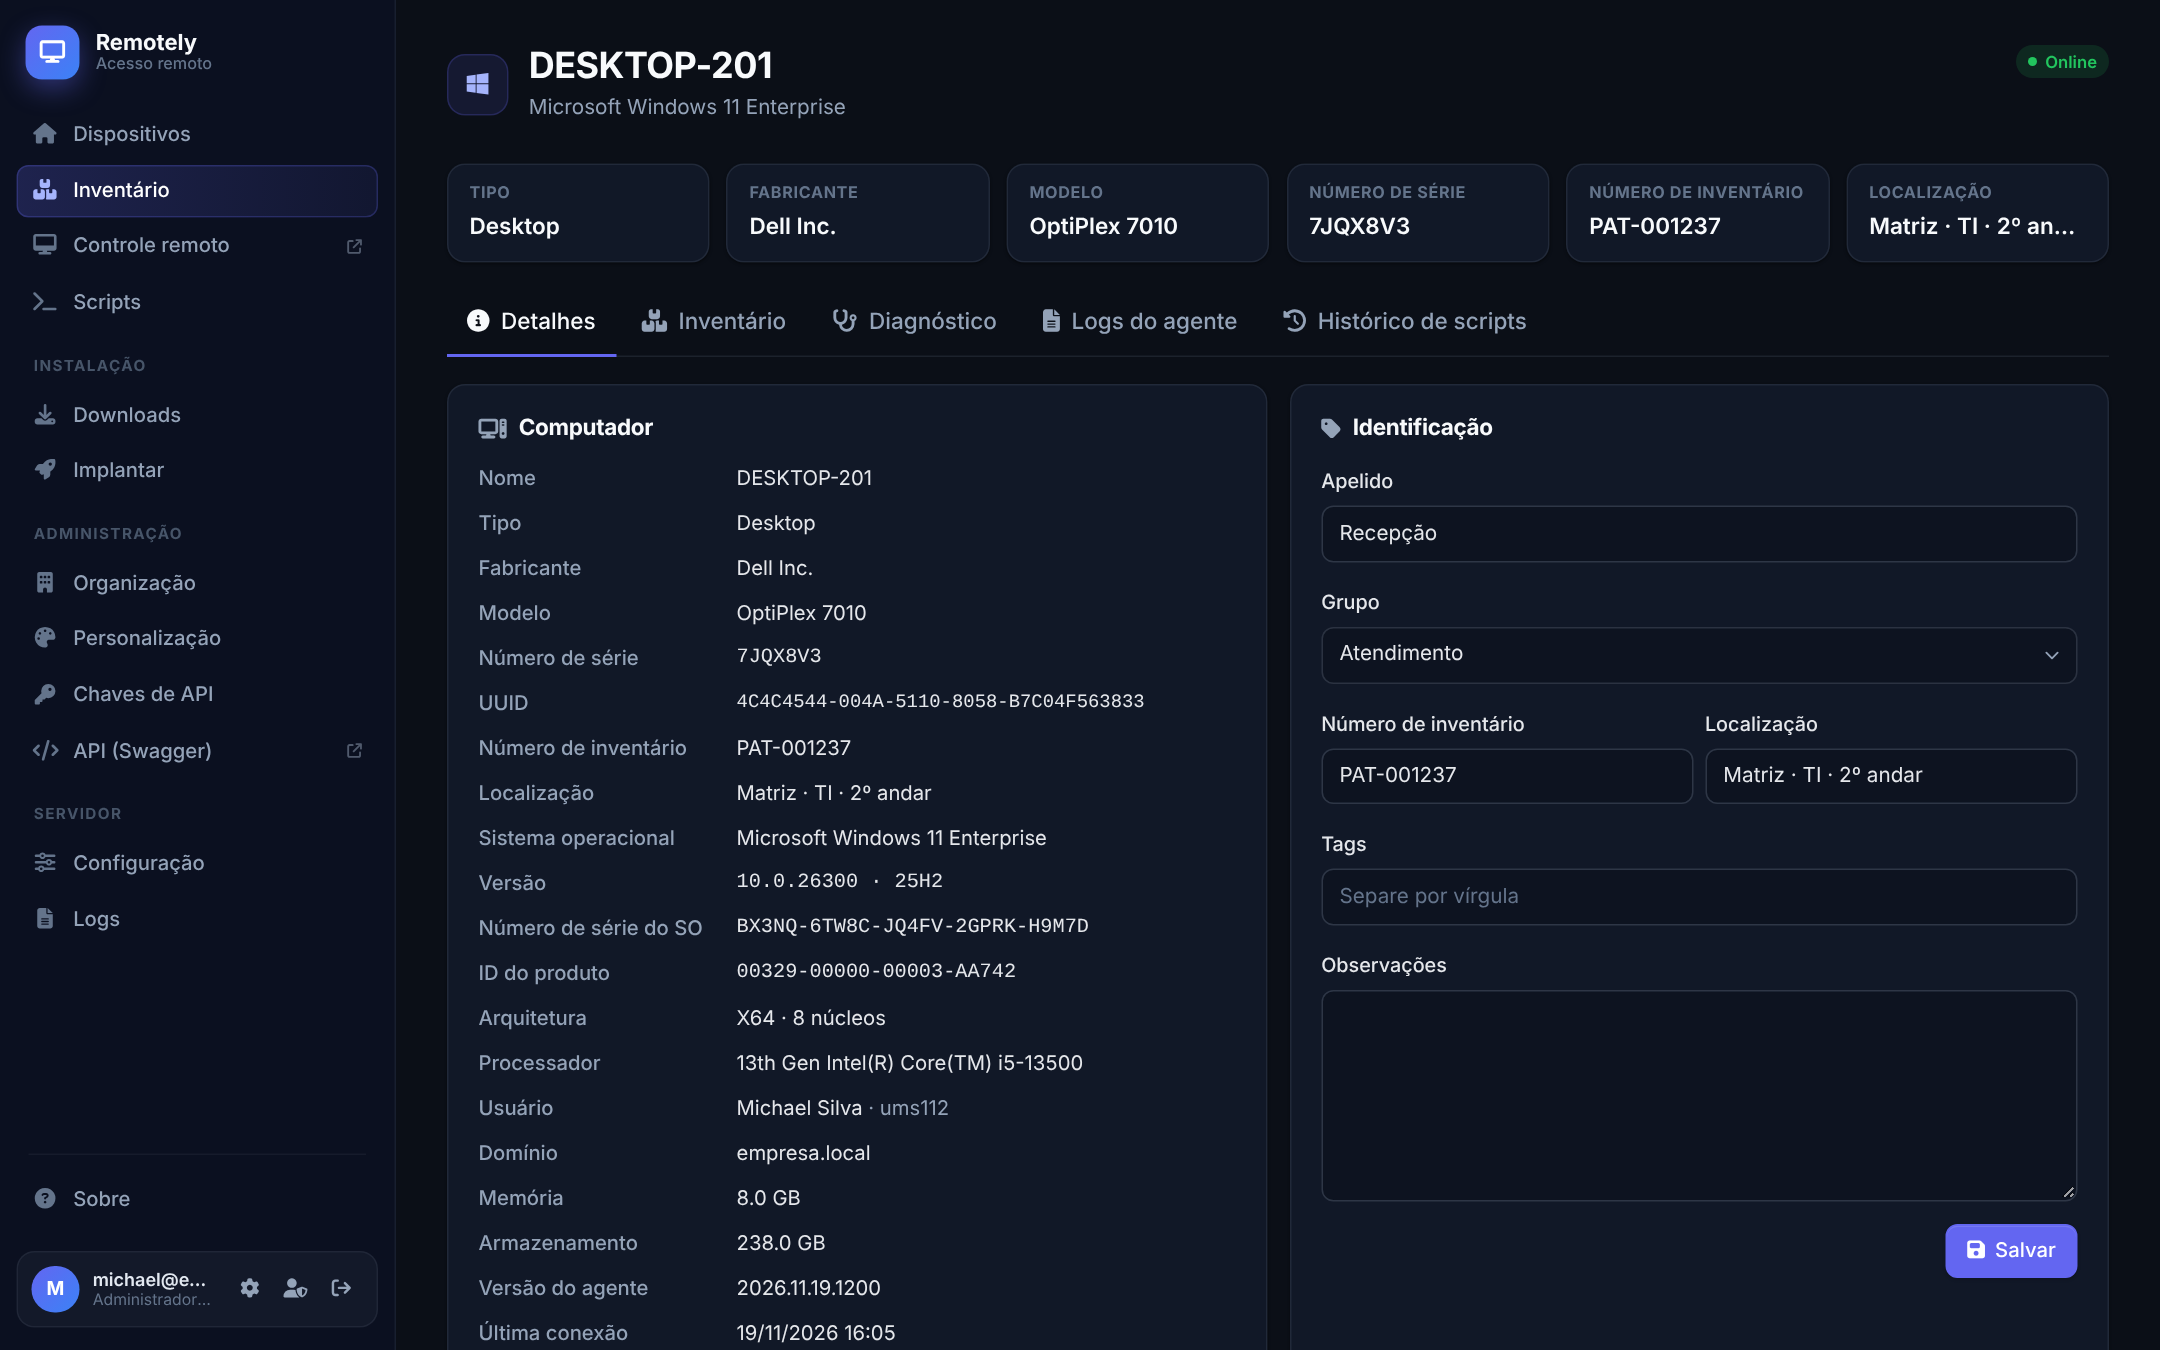 Remotely
Acesso remoto
Dispositivos
Inventário
Controle remoto
Scripts
INSTALAÇÃO
Downloads
Implantar
ADMINISTRAÇÃO
Organização
Personalização
Chaves de API
API (Swagger)
SERVIDOR
Configuração
Logs
Sobre
M
michael@e...
Administrador...
DESKTOP-201
Microsoft Windows 11 Enterprise
Online
TIPO
Desktop
FABRICANTE
Dell Inc.
MODELO
OptiPlex 7010
NÚMERO DE SÉRIE
7JQX8V3
NÚMERO DE INVENTÁRIO
PAT-001237
LOCALIZAÇÃO
Matriz · TI · 2º an...
Detalhes
Inventário
Diagnóstico
Logs do agente
Histórico de scripts
Computador
Nome DESKTOP-201
Tipo Desktop
Fabricante Dell Inc.
Modelo OptiPlex 7010
Número de série 7JQX8V3
UUID 4C4C4544-004A-5110-8058-B7C04F563833
Número de inventário PAT-001237
Localização Matriz · TI · 2º andar
Sistema operacional Microsoft Windows 11 Enterprise
Versão 10.0.26300 · 25H2
Número de série do SO BX3NQ-6TW8C-JQ4FV-2GPRK-H9M7D
ID do produto 00329-00000-00003-AA742
Arquitetura X64 · 8 núcleos
Processador 13th Gen Intel(R) Core(TM) i5-13500
Usuário Michael Silva · ums112
Domínio empresa.local
Memória 8.0 GB
Armazenamento 238.0 GB
Versão do agente 2026.11.19.1200
Última conexão 19/11/2026 16:05
Identificação
Apelido
Recepção
Grupo
Atendimento
Número de inventário
PAT-001237
Localização
Matriz · TI · 2º andar
Tags
Separe por vírgula
Observações
Salvar